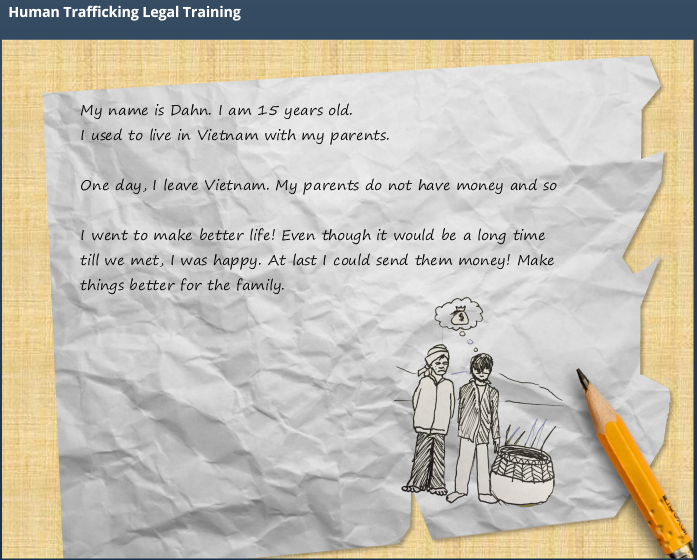 Human Trafficking Legal Training
My name is Dahn. I am 15 years old.
I used to live in Vietnam with my parents.
One day, I leave Vietnam. My parents do not have money and so
I went to make better life! Even though it would be a long time
till we met, I was happy. At last I could send them money! Make
things better for the family.